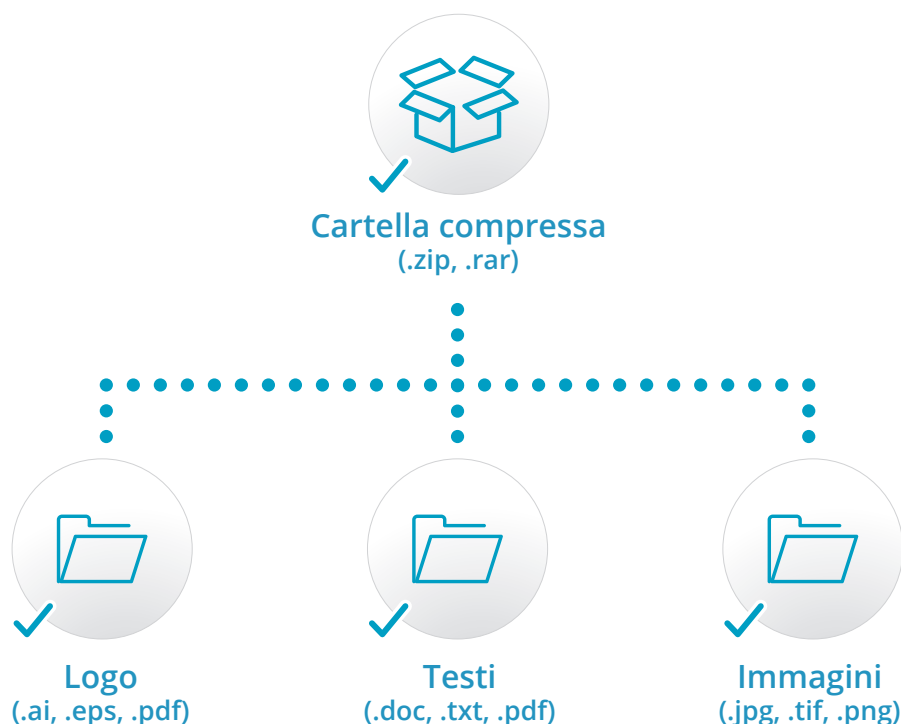 Cartella compressa
(.zip, .rar)
Logo
(.ai, .eps, .pdf)
Testi
(.doc, .txt, .pdf)
Immagini
(.jpg, .tif, .png)